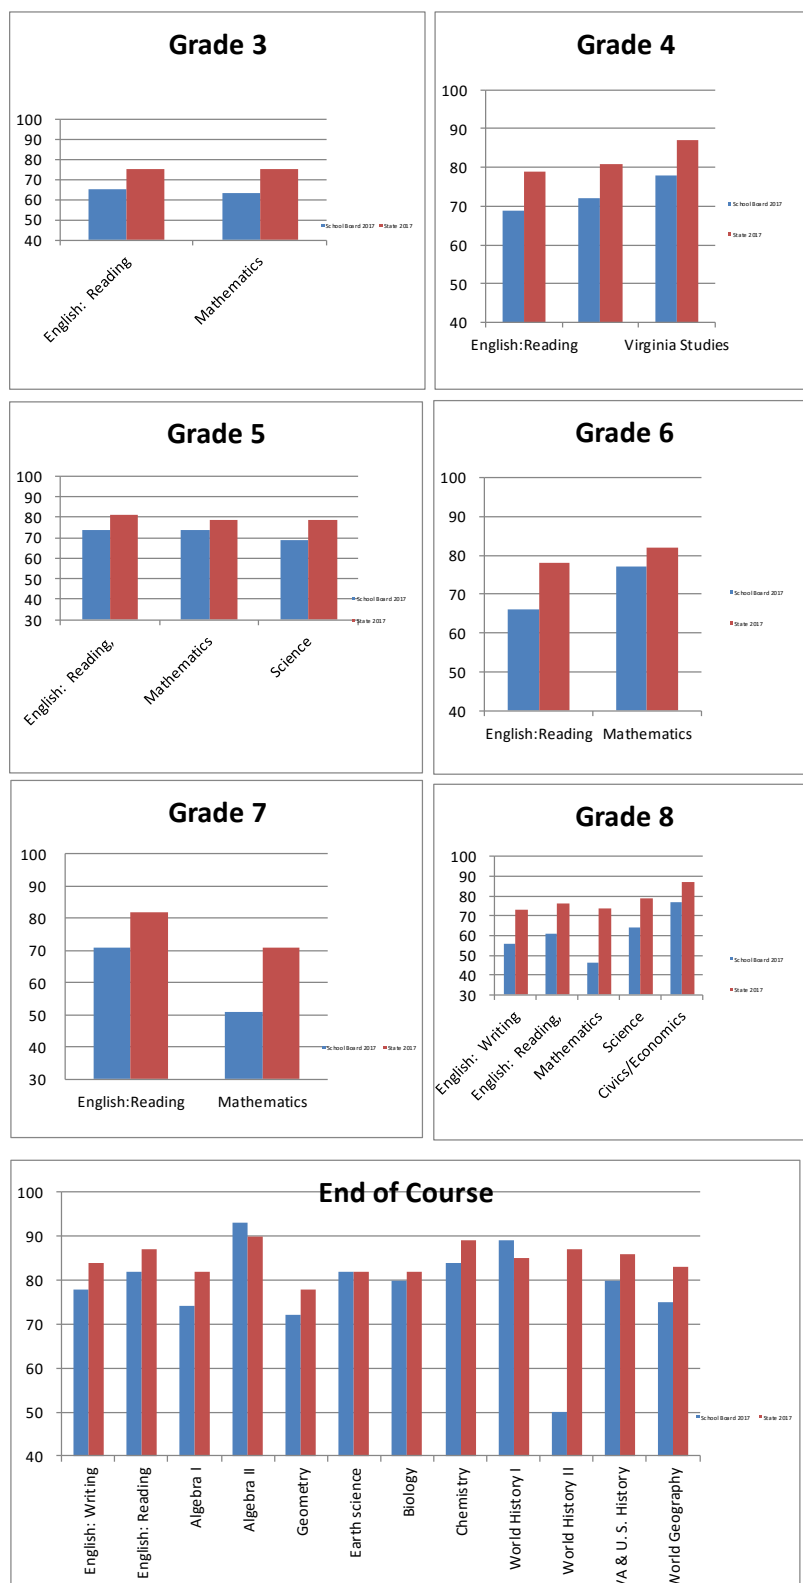 Grade 3
100
90
80
70
60
50
40
English: Reading
Mathematics
School Board 2017 State 2017
Grade 4
100
90
80
70
60
50
40
English:Reading
Virginia Studies
School Board 2017
State 2017
Grade 5
100
90
80
70
60
50
40
30
English: Reading,
Mathematics
Science
School Board 2017
State 2017
Grade 6
100
90
80
70
60
50
40
English:Reading
Mathematics
School Board 2017
State 2017
Grade 7
100
90
80
70
60
50
40
30
English:Reading
Mathematics
School Board 2017 State 2017
Grade 8
100
90
80
70
60
50
40
30
English: Writing
English: Reading,
Mathematics
Science
Civics/Economics
School Board 2017
State 2017
End of Course
100
90
80
70
60
50
40
English: Writing
English: Reading
Algebra I
Algebra II
Geometry
Earth science
Biology
Chemistry
World History I
World History II
VA & U. S. History
World Geography
School Board 2017 State 2017